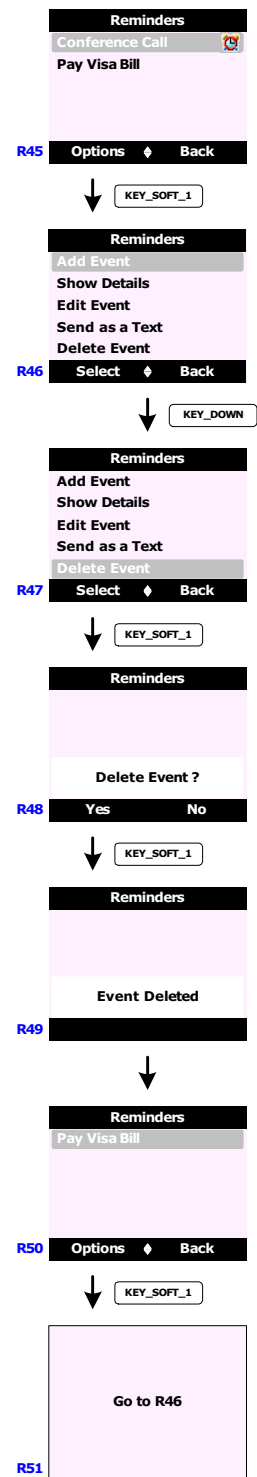 Reminders
Conference Call
Pay Visa Bill
R45 Options Back
KEY_SOFT_1
Reminders
Add Event
Show Details
Edit Event
Send as a Text
Delete Event
R46 Select Back
KEY_DOWN
Reminders
Add Event
Show Details
Edit Event
Send as a Text
Delete Event
R47 Select Back
KEY_SOFT_1
Reminders
Delete Event ?
R48 Yes No
KEY_SOFT_1
Reminders
Event Deleted
R49
Reminders
Pay Visa Bill
R50 Options Back
KEY_SOFT_1
Go to R46
R51